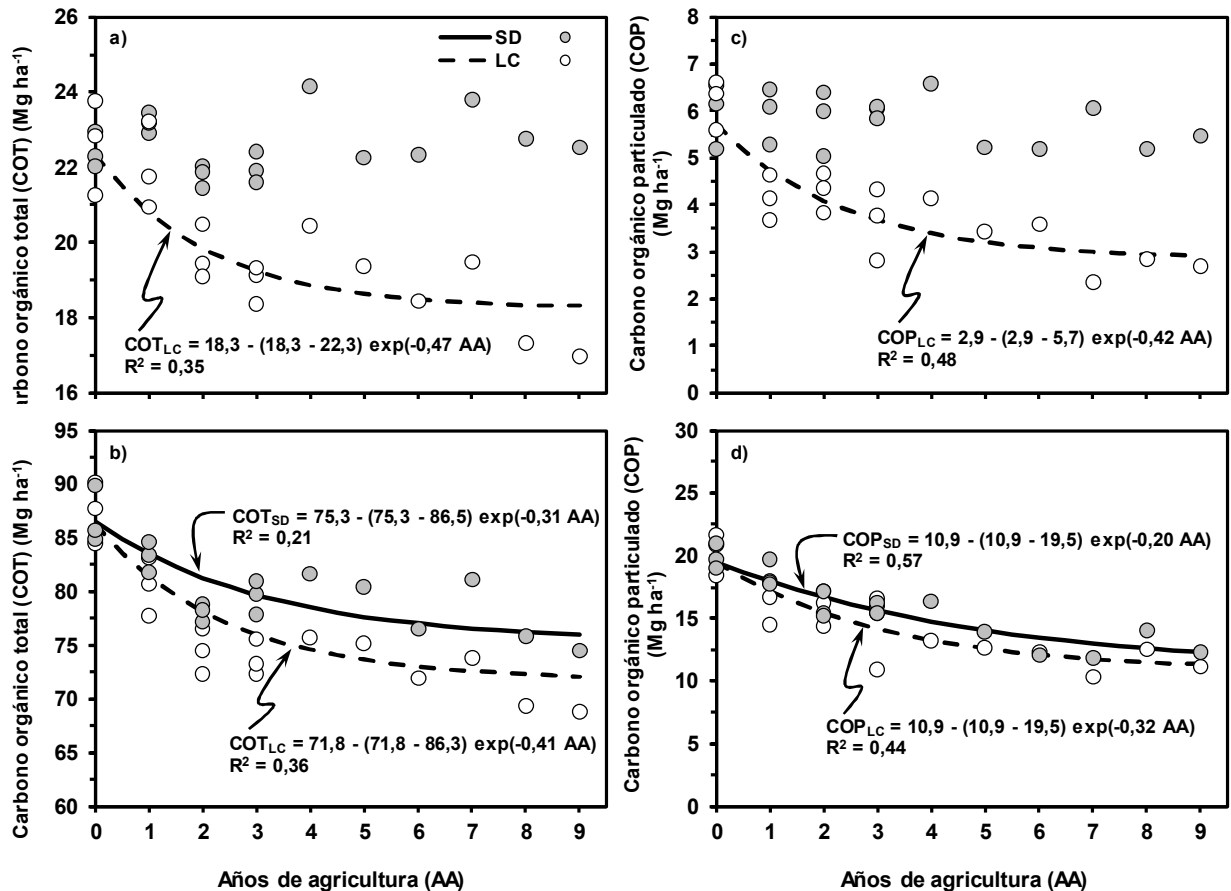 a)
SD
LC
26
24
22
20
18
16
arbono orgánico total (COT) (Mg ha-1)
COT_LC = 18,3 - (18,3 - 22,3) exp(-0,47 AA)
R² = 0,35
c)
8
7
6
5
4
3
2
1
0
Carbono orgánico particulado (COP)
(Mg ha-1)
COP_LC = 2,9 - (2,9 - 5,7) exp(-0,42 AA)
R² = 0,48
b)
95
90
85
80
75
70
65
60
Carbono orgánico total (COT) (Mg ha-1)
COT_SD = 75,3 - (75,3 - 86,5) exp(-0,31 AA)
R² = 0,21
COT_LC = 71,8 - (71,8 - 86,3) exp(-0,41 AA)
R² = 0,36
0 1 2 3 4 5 6 7 8 9
Años de agricultura (AA)
d)
30
25
20
15
10
5
0
Carbono orgánico particulado (COP)
(Mg ha-1)
COP_SD = 10,9 - (10,9 - 19,5) exp(-0,20 AA)
R² = 0,57
COP_LC = 10,9 - (10,9 - 19,5) exp(-0,32 AA)
R² = 0,44
0 1 2 3 4 5 6 7 8 9
Años de agricultura (AA)